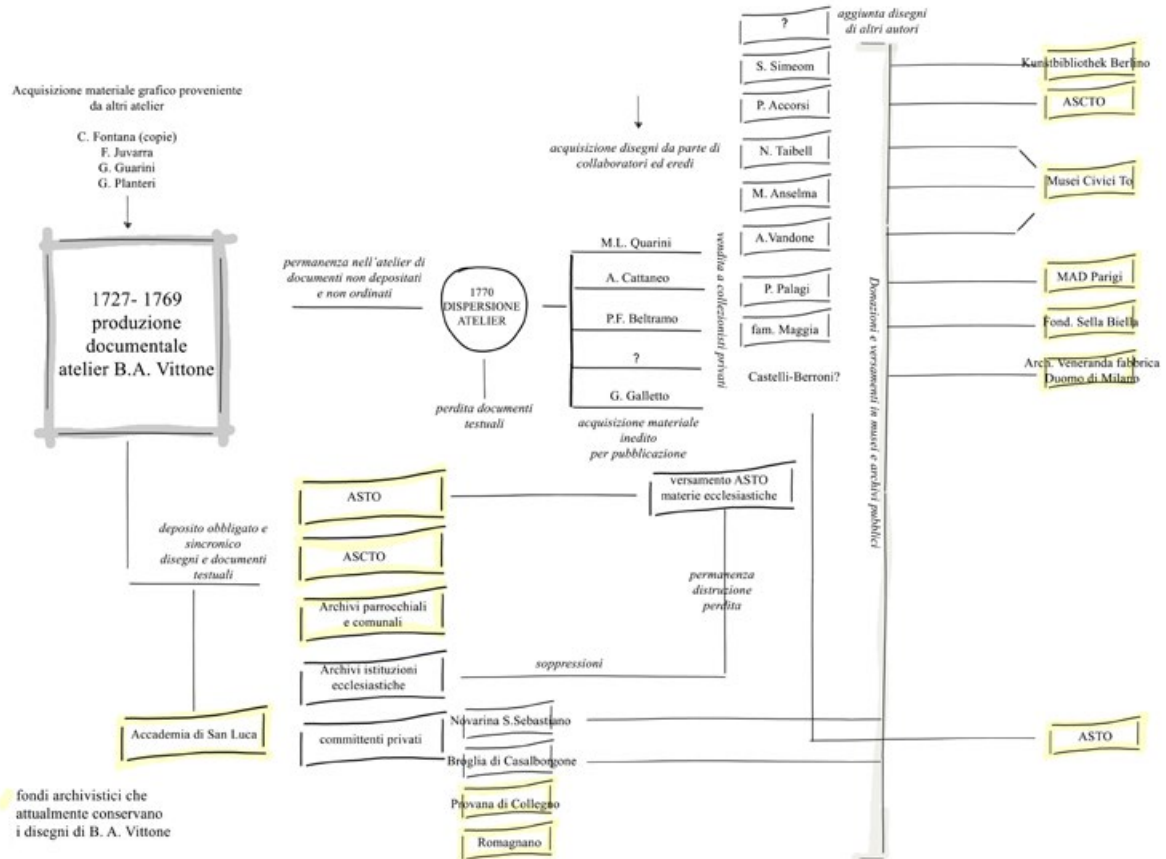 Acquisizione materiale grafico proveniente
da altri atelier
C. Fontana (copie)
F. Juvarra
G. Guarini
G. Planteri
1727- 1769
produzione
documentale
atelier B.A. Vittone
permanenza nell'atelier di
documenti non depositati
e non ordinati
1770
DISPERSIONE
ATELIER
perdita documenti
testuali
acquisizione disegni da parte di
collaboratori ed eredi
M.L. Quarini
A. Cattaneo
P.F. Beltramo
?
G. Galletto
acquisizione materiale
inedito
per pubblicazione
vendita a collezionisti privati
?
S. Simeom
P. Accorsi
N. Taibell
M. Anselma
A.Vandone
P. Palagi
fam. Maggia
Castelli-Berroni?
aggiunta disegni
di altri autori
Donazioni e versamenti in musei e archivi pubblici
Kunstbibliothek Berlino
ASCTO
Musei Civici To
MAD Parigi
Fond. Sella Biella
Arch. Veneranda fabbrica
Duomo di Milano
ASTO
deposito obbligato e
sincronico
disegni e documenti
testuali
Accademia di San Luca
ASTO
ASCTO
Archivi parrocchiali
e comunali
Archivi istituzioni
ecclesiastiche
committenti privati
versamento ASTO
materie ecclesiastiche
permanenza
distruzione
perdita
soppressioni
Novarina S.Sebastiano
Broglia di Casalborgone
Provana di Collegno
Romagnano
fondi archivistici che
attualmente conservano
i disegni di B. A. Vittone